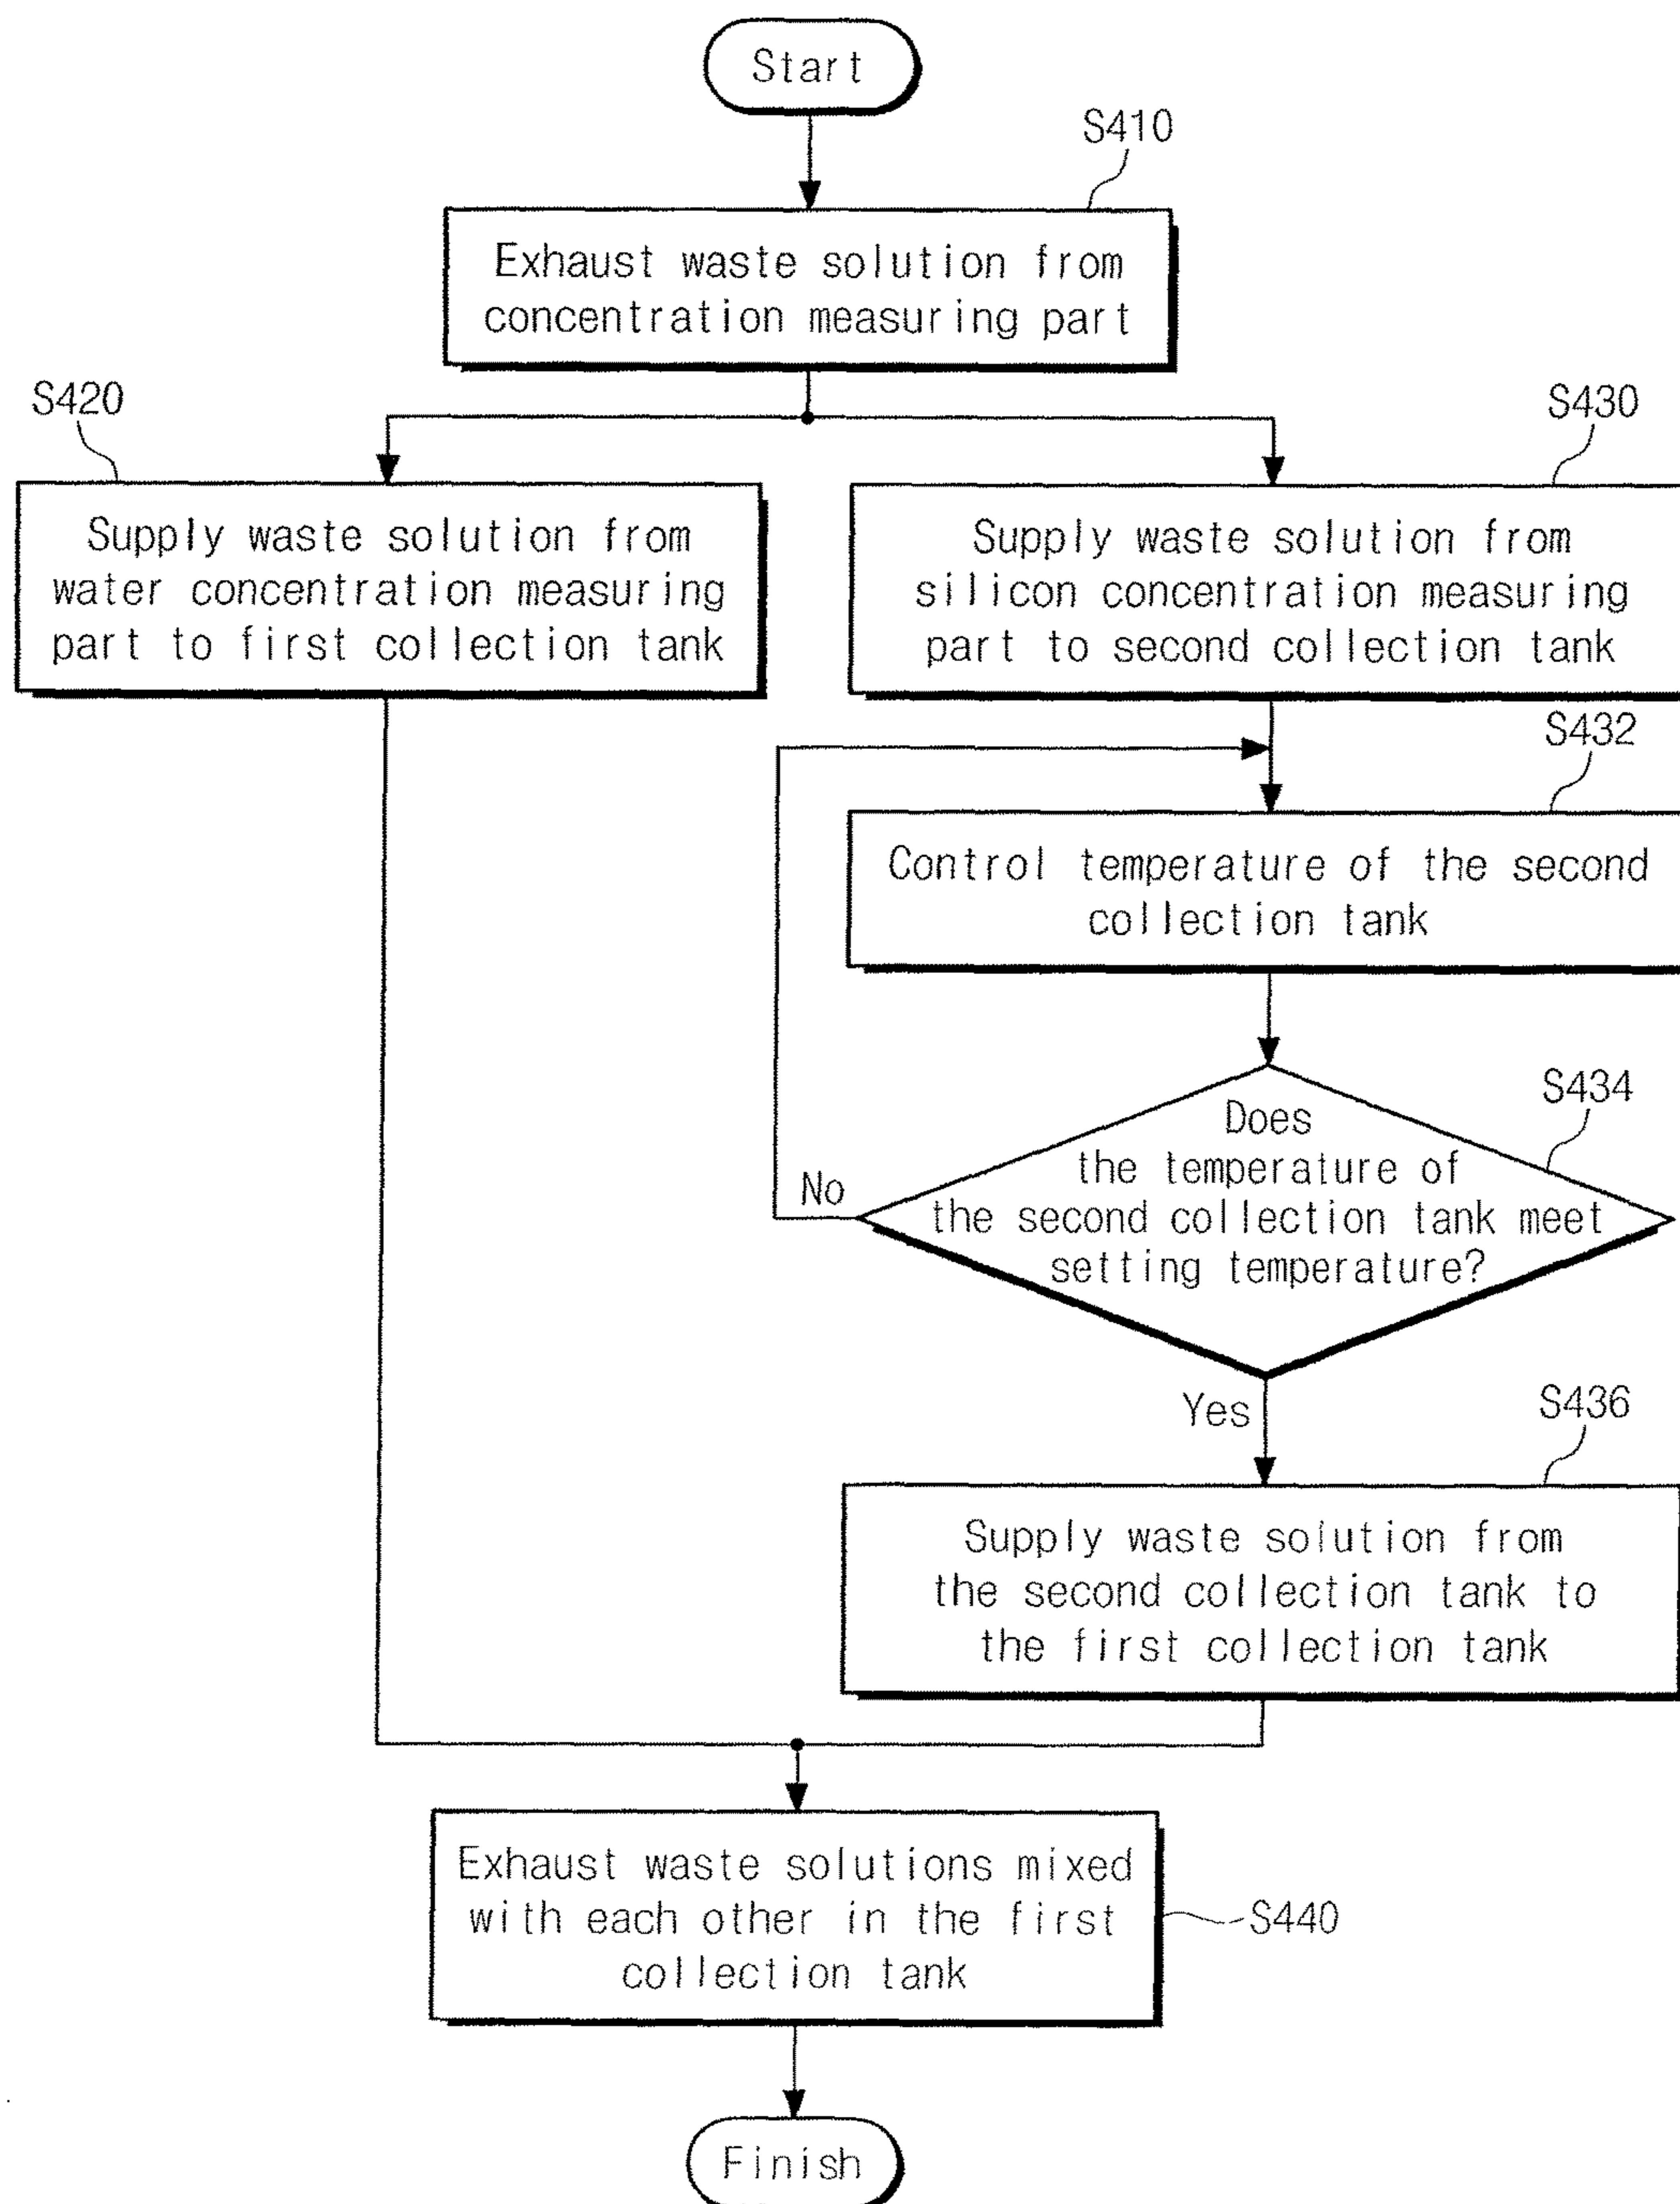 Start
S410
Exhaust waste solution from
concentration measuring part
S420
Supply waste solution from
water concentration measuring
part to first collection tank
S430
Supply waste solution from
silicon concentration measuring
part to second collection tank
S432
Control temperature of the second
collection tank
S434
Does
the temperature of
the second collection tank meet
setting temperature?
No
Yes
S436
Supply waste solution from
the second collection tank to
the first collection tank
Exhaust waste solutions mixed
with each other in the first
collection tank
S440
Finish